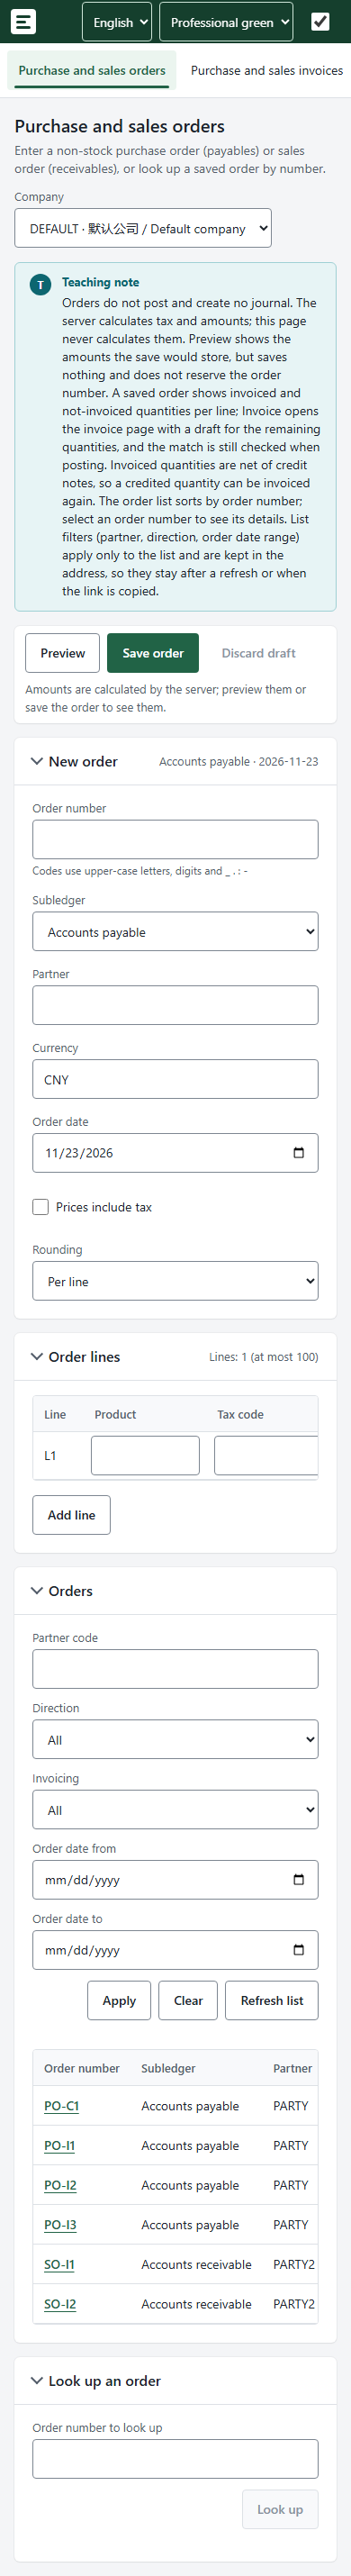 English
Professional green
Purchase and sales orders
Purchase and sales invoices
Purchase and sales orders
Enter a non-stock purchase order (payables) or sales
order (receivables), or look up a saved order by number.
Company
DEFAULT · 默认公司 / Default company
T
Teaching note
Orders do not post and create no journal. The
server calculates tax and amounts; this page
never calculates them. Preview shows the
amounts the save would store, but saves
nothing and does not reserve the order
number. A saved order shows invoiced and
not-invoiced quantities per line; Invoice opens
the invoice page with a draft for the remaining
quantities, and the match is still checked when
posting. Invoiced quantities are net of credit
notes, so a credited quantity can be invoiced
again. The order list sorts by order number;
select an order number to see its details. List
filters (partner, direction, order date range)
apply only to the list and are kept in the
address, so they stay after a refresh or when
the link is copied.
Preview
Save order
Discard draft
Amounts are calculated by the server; preview them or
save the order to see them.
New order
Accounts payable · 2026-11-23
Order number
Codes use upper-case letters, digits and _ . : -
Subledger
Accounts payable
Partner
Currency
CNY
Order date
11/23/2026
Prices include tax
Rounding
Per line
Order lines
Lines: 1 (at most 100)
Line Product Tax code
L1
Add line
Orders
Partner code
Direction
All
Invoicing
All
Order date from
mm/dd/yyyy
Order date to
mm/dd/yyyy
Apply
Clear
Refresh list
Order number Subledger Partner
PO-C1 Accounts payable PARTY
PO-I1 Accounts payable PARTY
PO-I2 Accounts payable PARTY
PO-I3 Accounts payable PARTY
SO-I1 Accounts receivable PARTY2
SO-I2 Accounts receivable PARTY2
Look up an order
Order number to look up
Look up